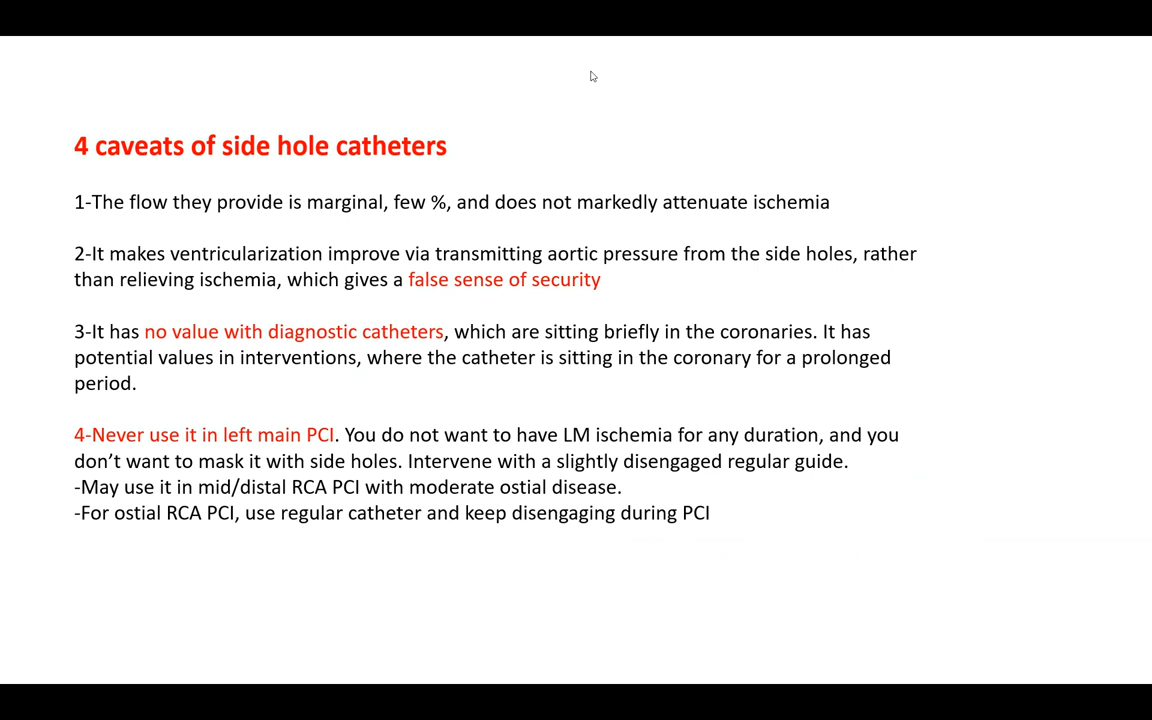 4 caveats of side hole catheters
1-The flow they provide is marginal, few %, and does not markedly attenuate ischemia
2-It makes ventricularization improve via transmitting aortic pressure from the side holes, rather
than relieving ischemia, which gives a false sense of security
3-It has no value with diagnostic catheters, which are sitting briefly in the coronaries. It has
potential values in interventions, where the catheter is sitting in the coronary for a prolonged
period.
4-Never use it in left main PCI. You do not want to have LM ischemia for any duration, and you
don’t want to mask it with side holes. Intervene with a slightly disengaged regular guide.
-May use it in mid/distal RCA PCI with moderate ostial disease.
-For ostial RCA PCI, use regular catheter and keep disengaging during PCI